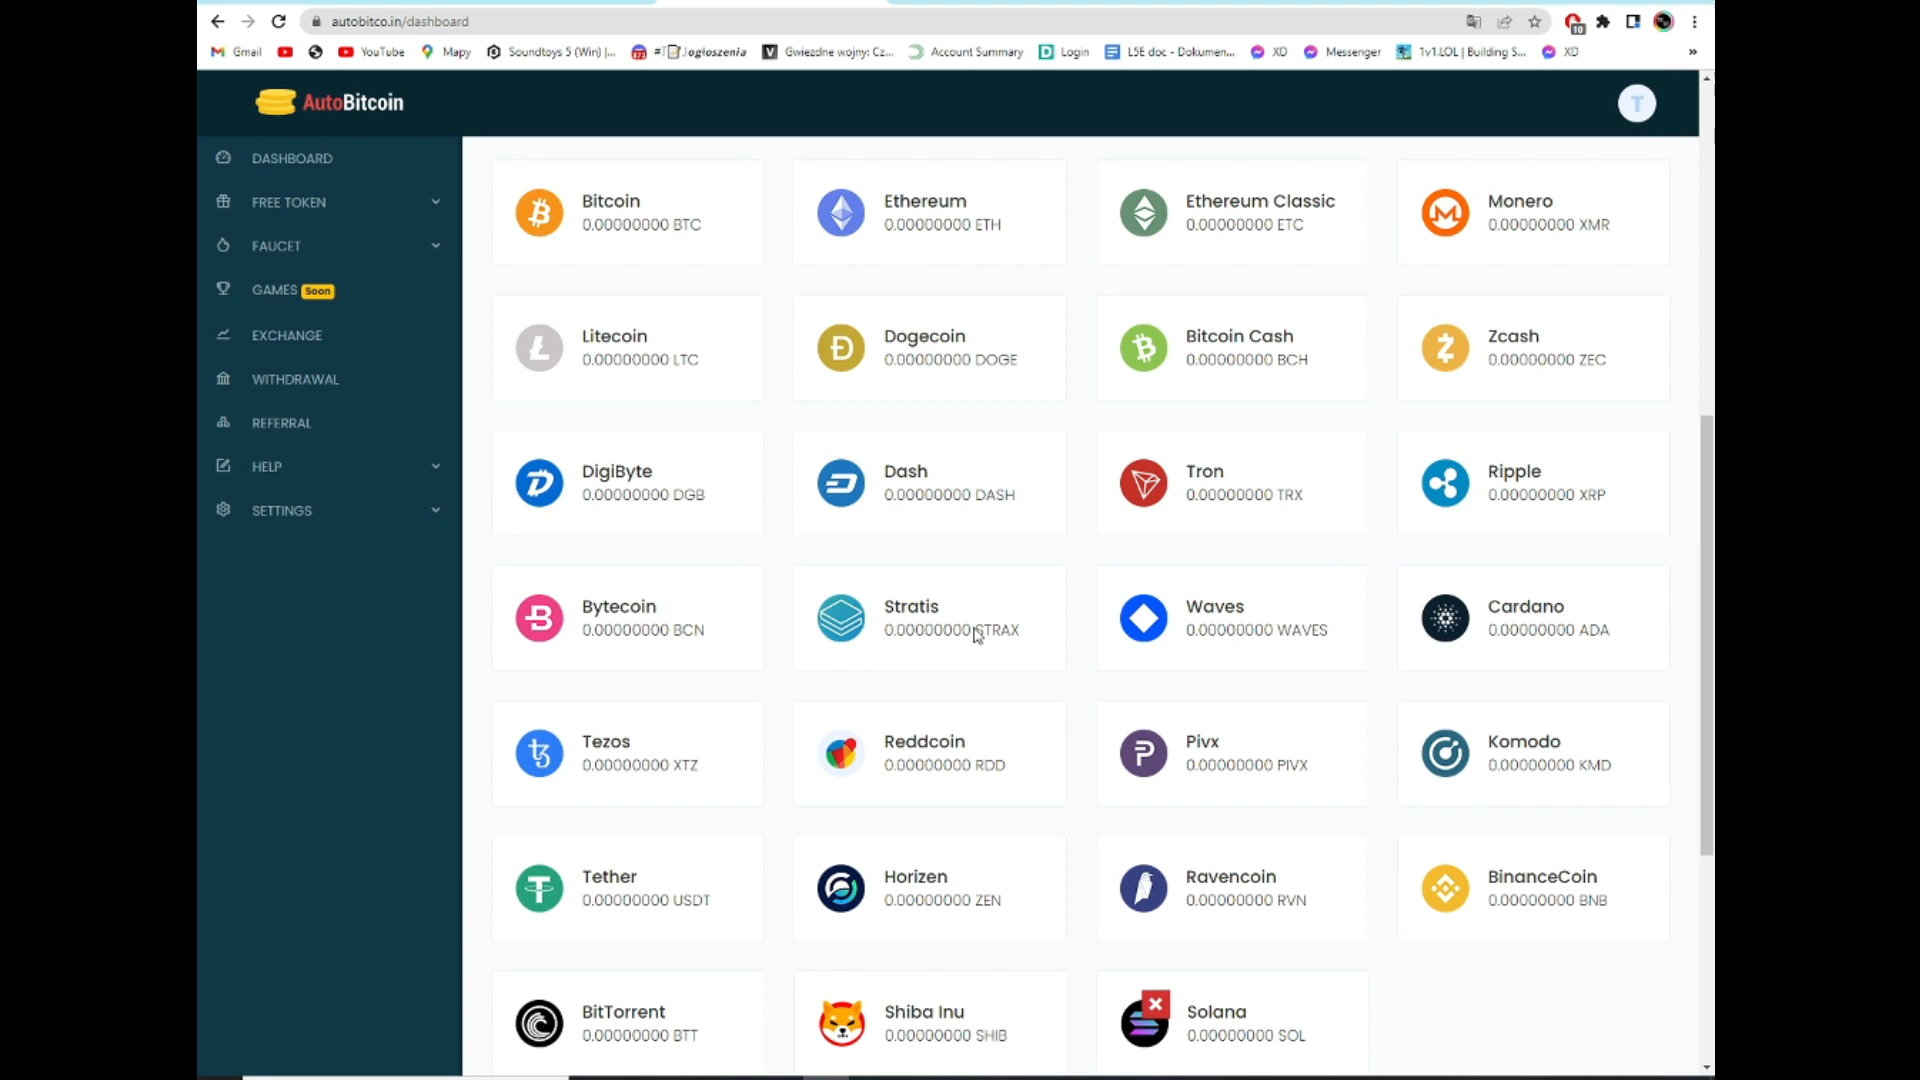 autobitco.in/dashboard
10
Gmail YouTube Mapy Soundtoys 5 (Win) |... ogłoszenia Gwiezdne wojny: Cz... Account Summary Login L5E doc - Dokumen... XD Messenger 1v1.LOL | Building S... XD »
AutoBitcoin
T
DASHBOARD
FREE TOKEN
FAUCET
GAMES Soon
EXCHANGE
WITHDRAWAL
REFERRAL
HELP
SETTINGS
Bitcoin
0.00000000 BTC
Ethereum
0.00000000 ETH
Ethereum Classic
0.00000000 ETC
Monero
0.00000000 XMR
Litecoin
0.00000000 LTC
Dogecoin
0.00000000 DOGE
Bitcoin Cash
0.00000000 BCH
Zcash
0.00000000 ZEC
DigiByte
0.00000000 DGB
Dash
0.00000000 DASH
Tron
0.00000000 TRX
Ripple
0.00000000 XRP
Bytecoin
0.00000000 BCN
Stratis
0.00000000 STRAX
Waves
0.00000000 WAVES
Cardano
0.00000000 ADA
Tezos
0.00000000 XTZ
Reddcoin
0.00000000 RDD
Pivx
0.00000000 PIVX
Komodo
0.00000000 KMD
Tether
0.00000000 USDT
Horizen
0.00000000 ZEN
Ravencoin
0.00000000 RVN
BinanceCoin
0.00000000 BNB
BitTorrent
0.00000000 BTT
Shiba Inu
0.00000000 SHIB
Solana
0.00000000 SOL